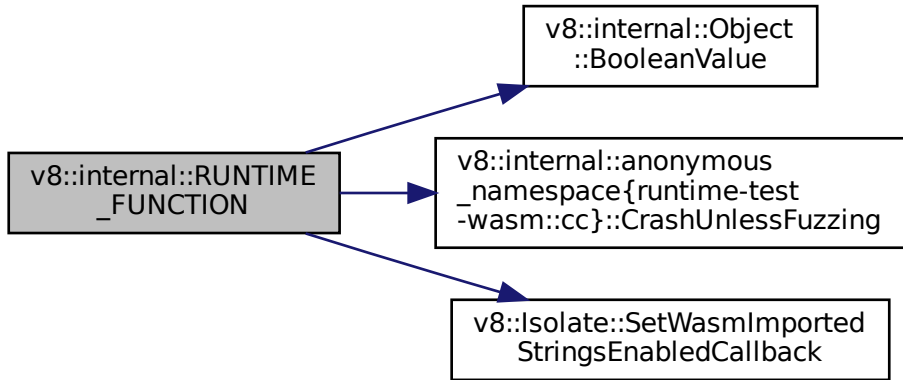 v8::internal::Object
::BooleanValue
v8::internal::RUNTIME
_FUNCTION
v8::internal::anonymous
_namespace{runtime-test
-wasm::cc}::CrashUnlessFuzzing
v8::Isolate::SetWasmImported
StringsEnabledCallback